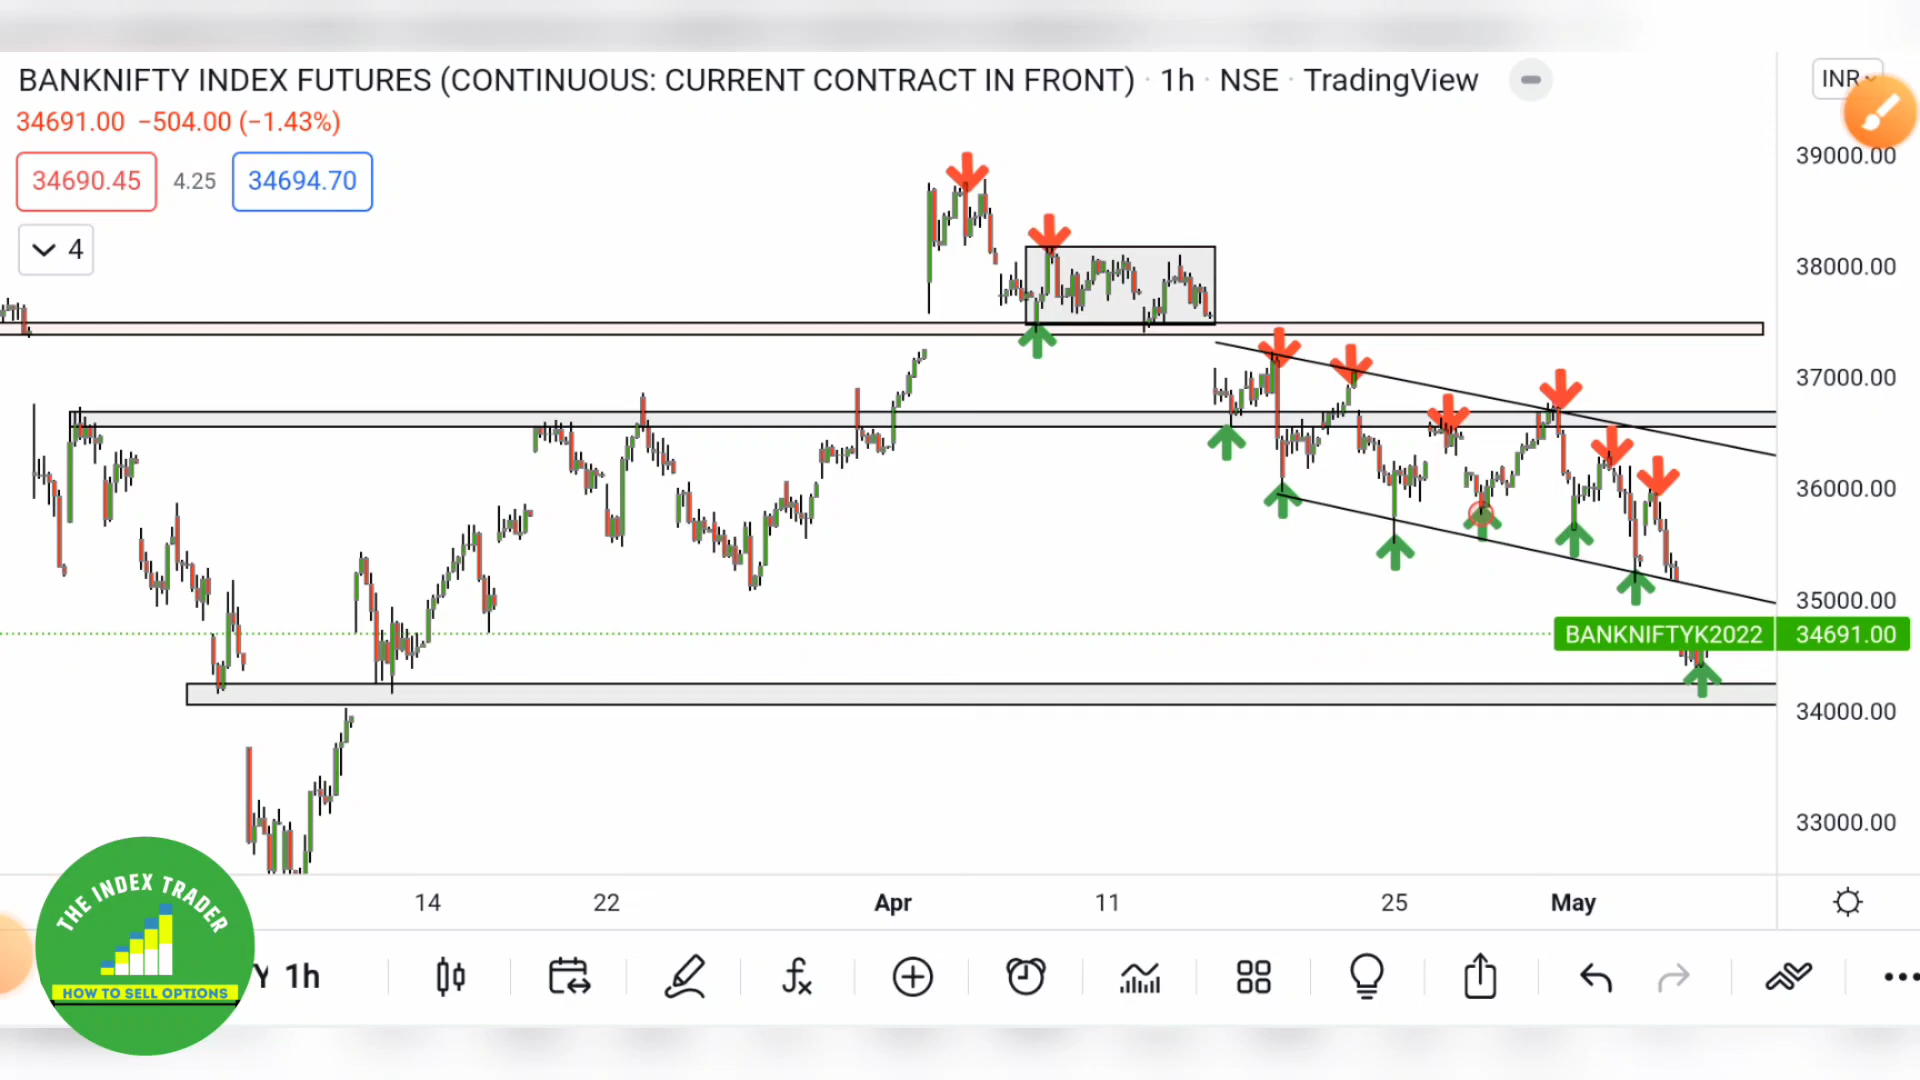 BANKNIFTY INDEX FUTURES (CONTINUOUS: CURRENT CONTRACT IN FRONT) · 1h · NSE · TradingView
INR
34691.00 −504.00 (−1.43%)
34690.45 4.25 34694.70
4
39000.00
38000.00
37000.00
36000.00
35000.00
BANKNIFTYK2022 34691.00
34000.00
33000.00
14 22 Apr 11 25 May
THE INDEX TRADER
HOW TO SELL OPTIONS
Y 1h